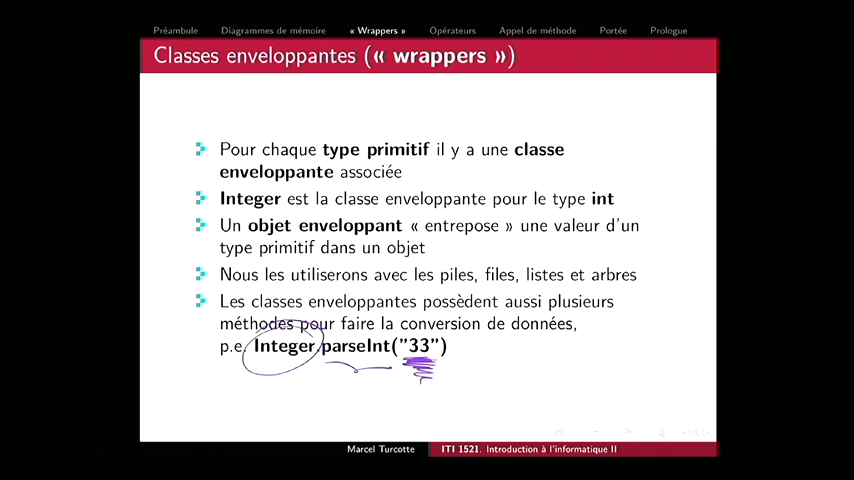 Préambule Diagrammes de mémoire « Wrappers » Opérateurs Appel de méthode Portée Prologue
Classes enveloppantes (« wrappers »)
Pour chaque type primitif il y a une classe
enveloppante associée
Integer est la classe enveloppante pour le type int
Un objet enveloppant « entrepose » une valeur d'un
type primitif dans un objet
Nous les utiliserons avec les piles, files, listes et arbres
Les classes enveloppantes possèdent aussi plusieurs
méthodes pour faire la conversion de données,
p.e. Integer.parseInt("33")
Marcel Turcotte ITI 1521. Introduction à l'informatique II